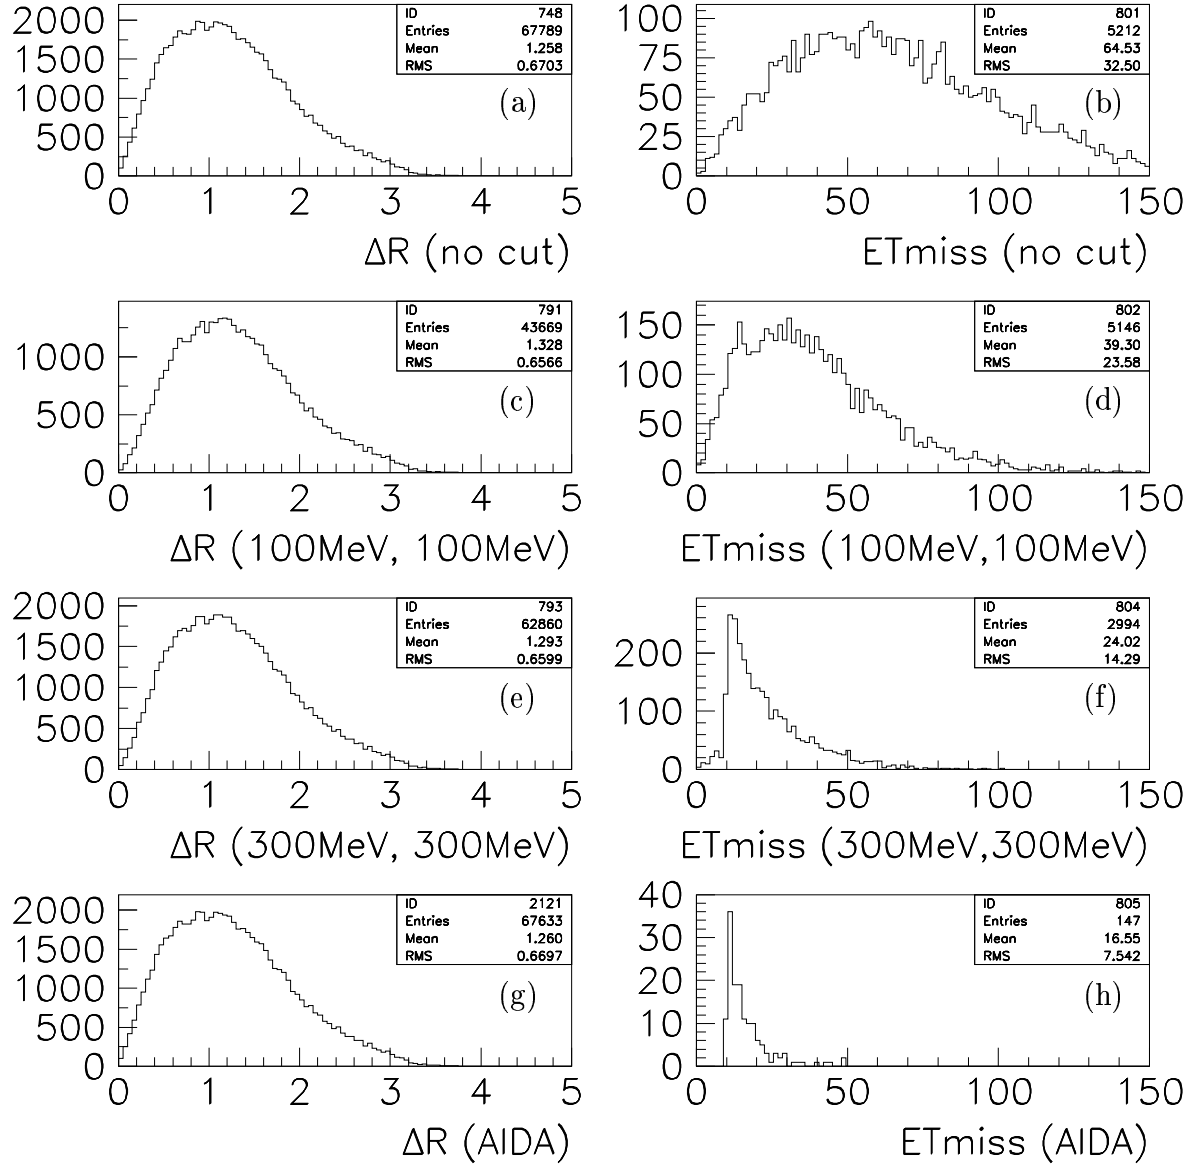 ID 748
Entries 67789
Mean 1.258
RMS 0.6703
(a)
2000
1500
1000
500
0
0 1 2 3 4 5
ΔR (no cut)
ID 801
Entries 5212
Mean 64.53
RMS 32.50
(b)
100
75
50
25
0
0 50 100 150
ETmiss (no cut)
ID 791
Entries 43669
Mean 1.328
RMS 0.6566
(c)
1000
500
0
0 1 2 3 4 5
ΔR (100MeV, 100MeV)
ID 802
Entries 5146
Mean 39.30
RMS 23.58
(d)
150
100
50
0
0 50 100 150
ETmiss (100MeV,100MeV)
ID 793
Entries 62860
Mean 1.293
RMS 0.6599
(e)
2000
1500
1000
500
0
0 1 2 3 4 5
ΔR (300MeV, 300MeV)
ID 804
Entries 2994
Mean 24.02
RMS 14.29
(f)
200
100
0
0 50 100 150
ETmiss (300MeV,300MeV)
ID 2121
Entries 67633
Mean 1.260
RMS 0.6697
(g)
2000
1500
1000
500
0
0 1 2 3 4 5
ΔR (AIDA)
ID 805
Entries 147
Mean 16.55
RMS 7.542
(h)
40
30
20
10
0
0 50 100 150
ETmiss (AIDA)